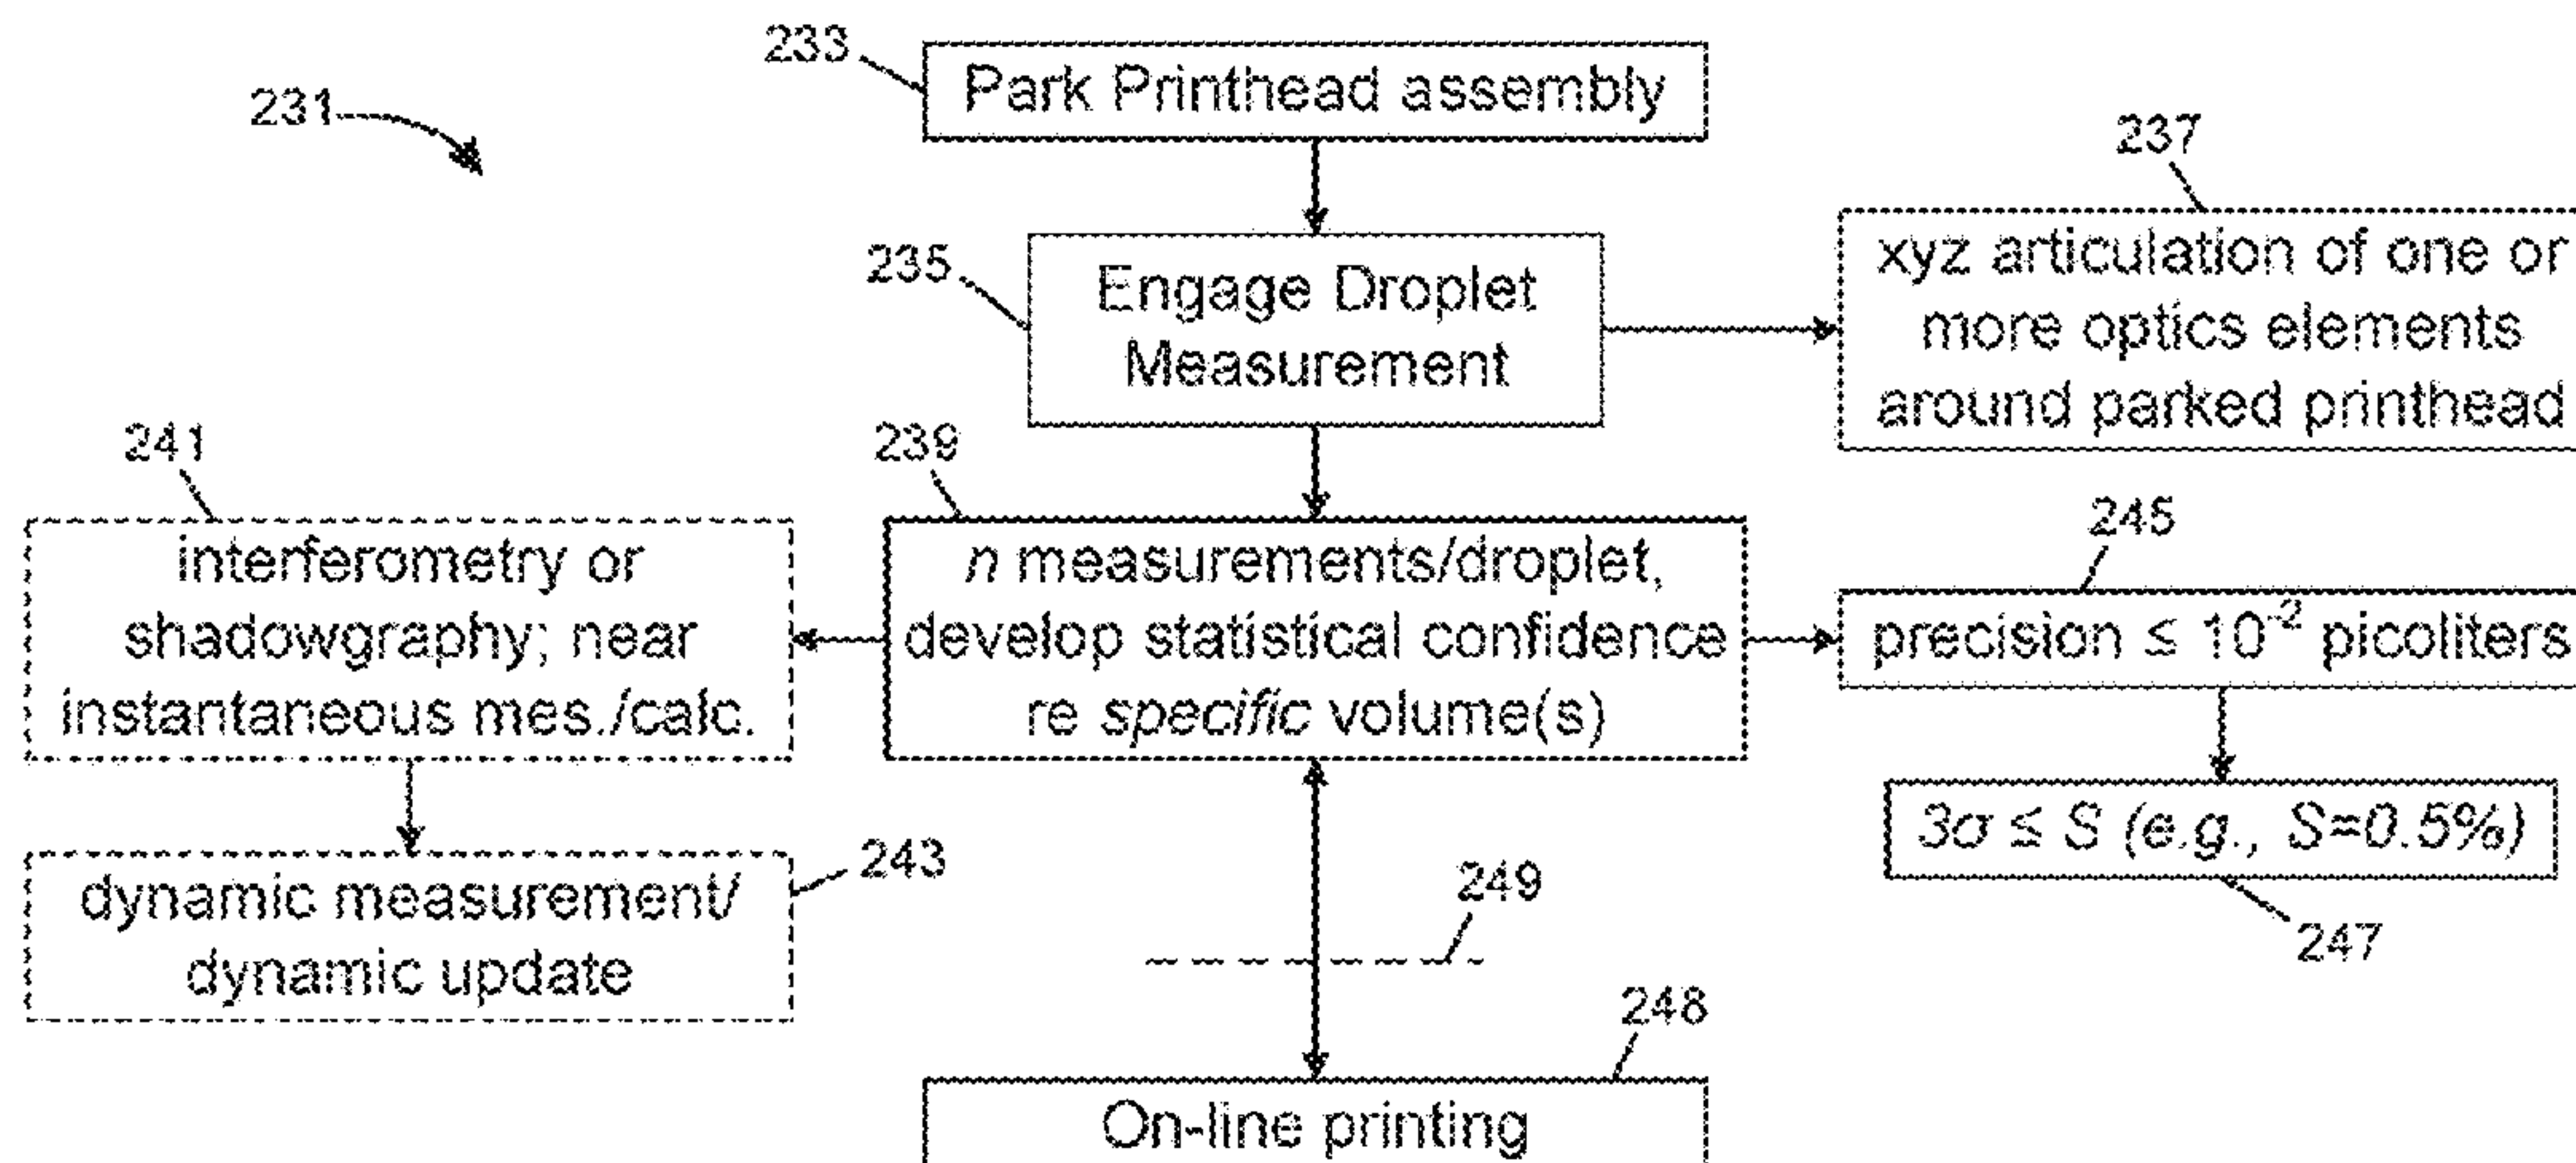 233
Park Printhead assembly
231
237
235
Engage Droplet
Measurement
xyz articulation of one or
more optics elements
around parked printhead
241
239
245
interferometry or
shadowgraphy; near
instantaneous mes./calc.
n measurements/droplet,
develop statistical confidence
re specific volume(s)
precision ≤ 10⁻² picoliters
3σ ≤ S (e.g., S=0.5%)
243
dynamic measurement/
dynamic update
249
247
248
On-line printing